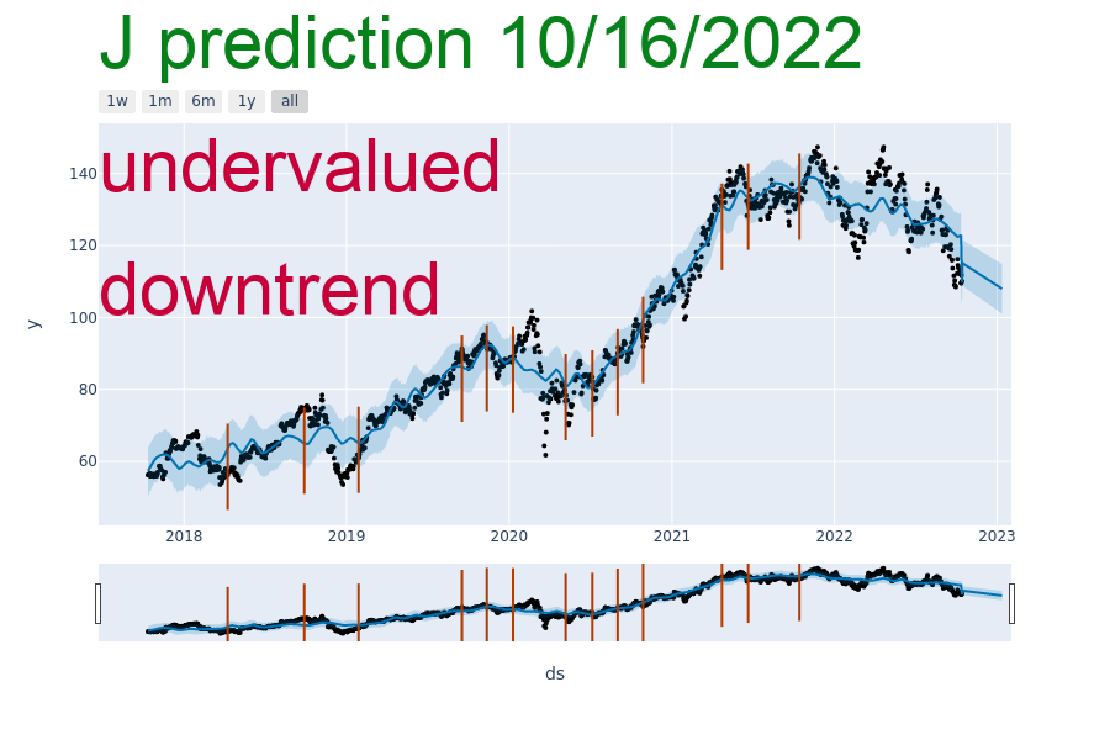 J prediction 10/16/2022
1w 1m 6m 1y all
undervalued
140
120
downtrend
100
y
80
60
2018 2019 2020 2021 2022 2023
ds